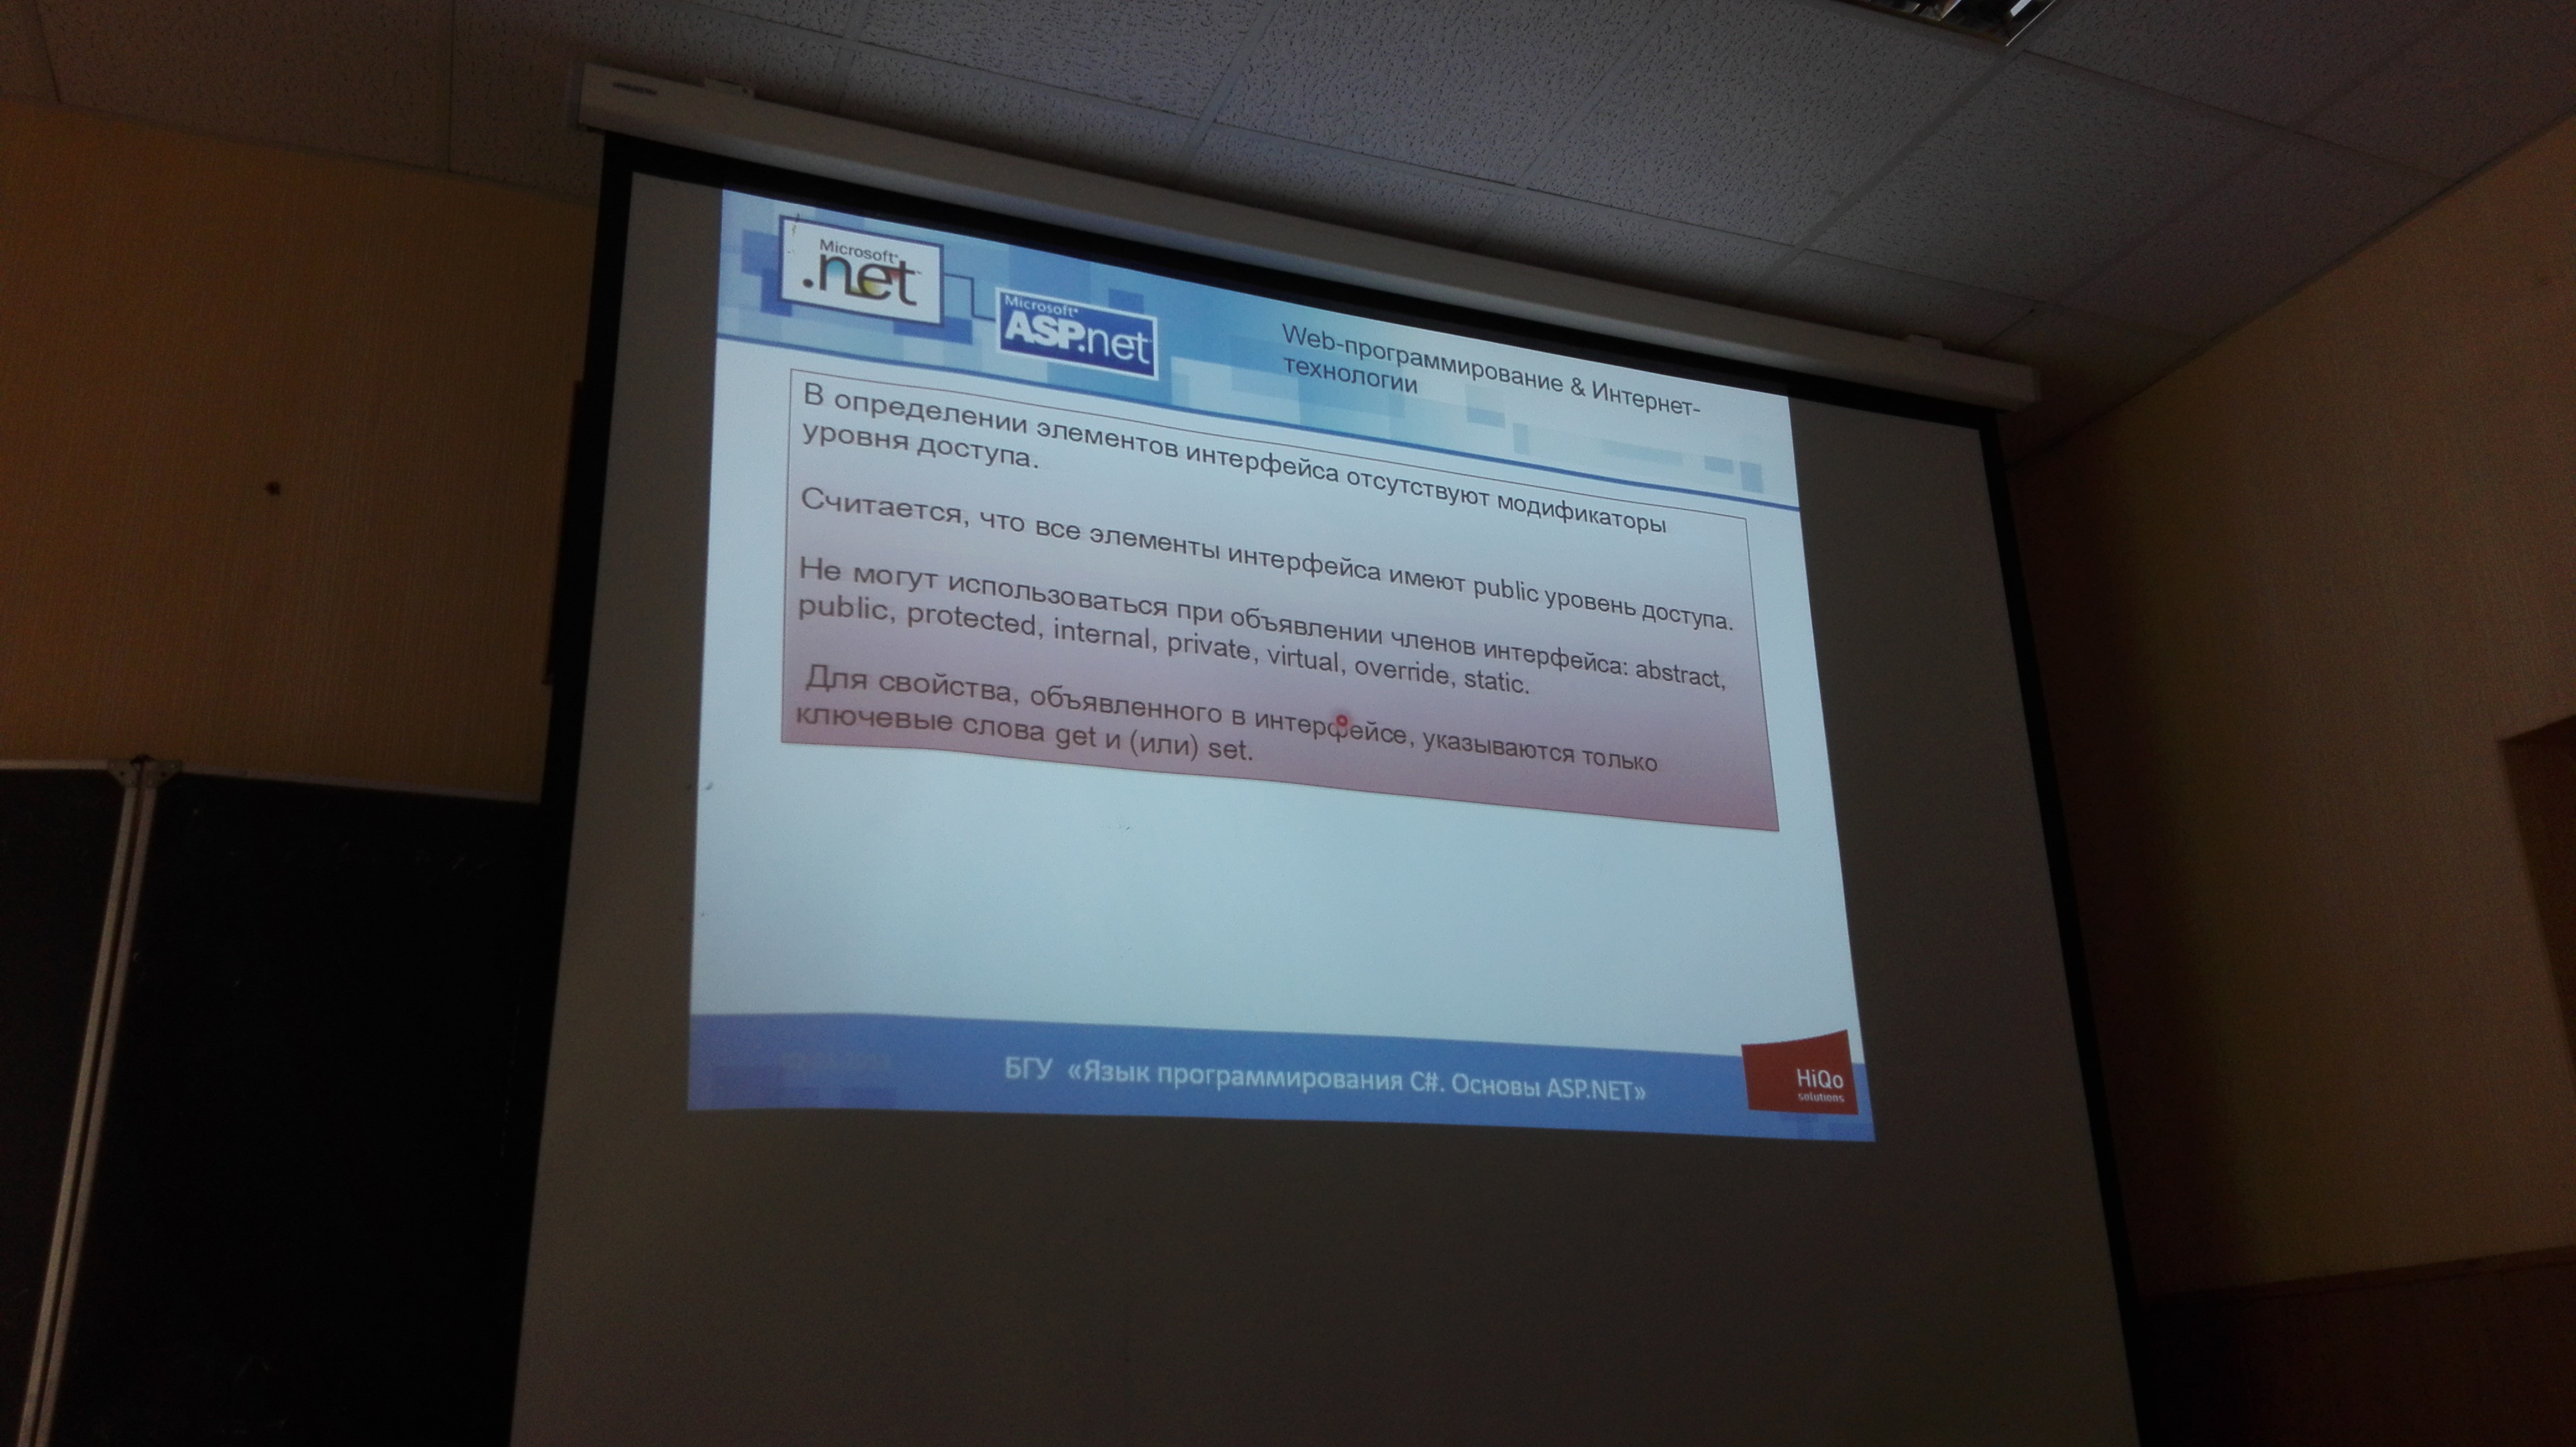 Microsoft
.net
Microsoft
ASP.net
Web-программирование & Интернет-
технологии
В определении элементов интерфейса отсутствуют модификаторы
уровня доступа.
Считается, что все элементы интерфейса имеют public уровень доступа.
Не могут использоваться при объявлении членов интерфейса: abstract,
public, protected, internal, private, virtual, override, static.
Для свойства, объявленного в интерфейсе, указываются только
ключевые слова get и (или) set.
БГУ «Язык программирования C#. Основы ASP.NET»
HiQo
solutions